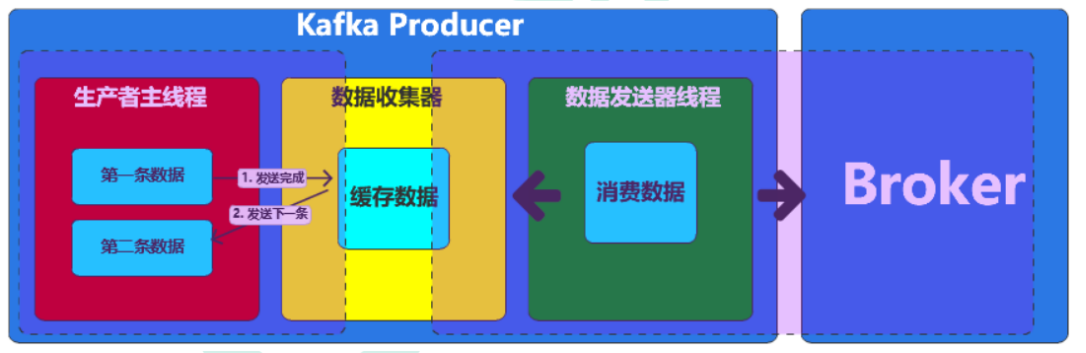 Kafka Producer
生产者主线程
数据收集器
数据发送器线程
第一条数据
1. 发送完成
缓存数据
消费数据
Broker
2. 发送下一条
第二条数据